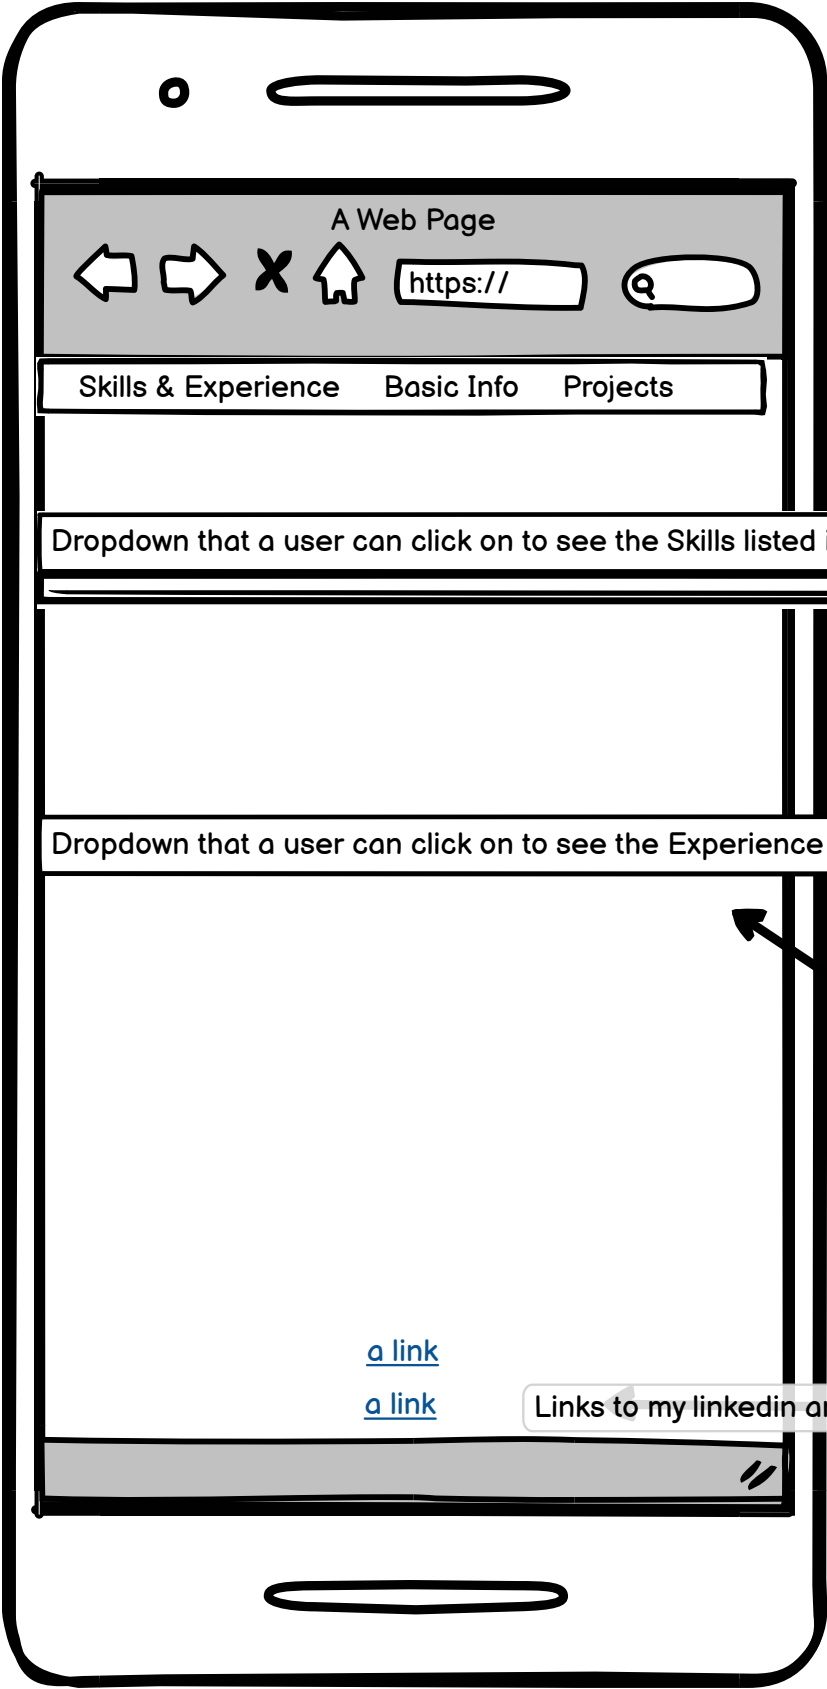 A Web Page
https://
Skills & Experience Basic Info Projects
Dropdown that a user can click on to see the Skills listed
Dropdown that a user can click on to see the Experience
a link
a link
Links to my linkedin